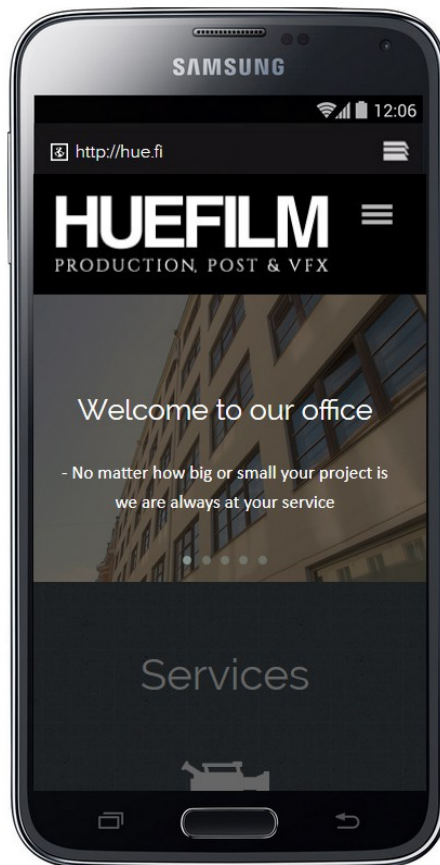 SAMSUNG
12:06
http://hue.fi
HUEFILM
PRODUCTION, POST & VFX
Welcome to our office
- No matter how big or small your project is
we are always at your service
Services